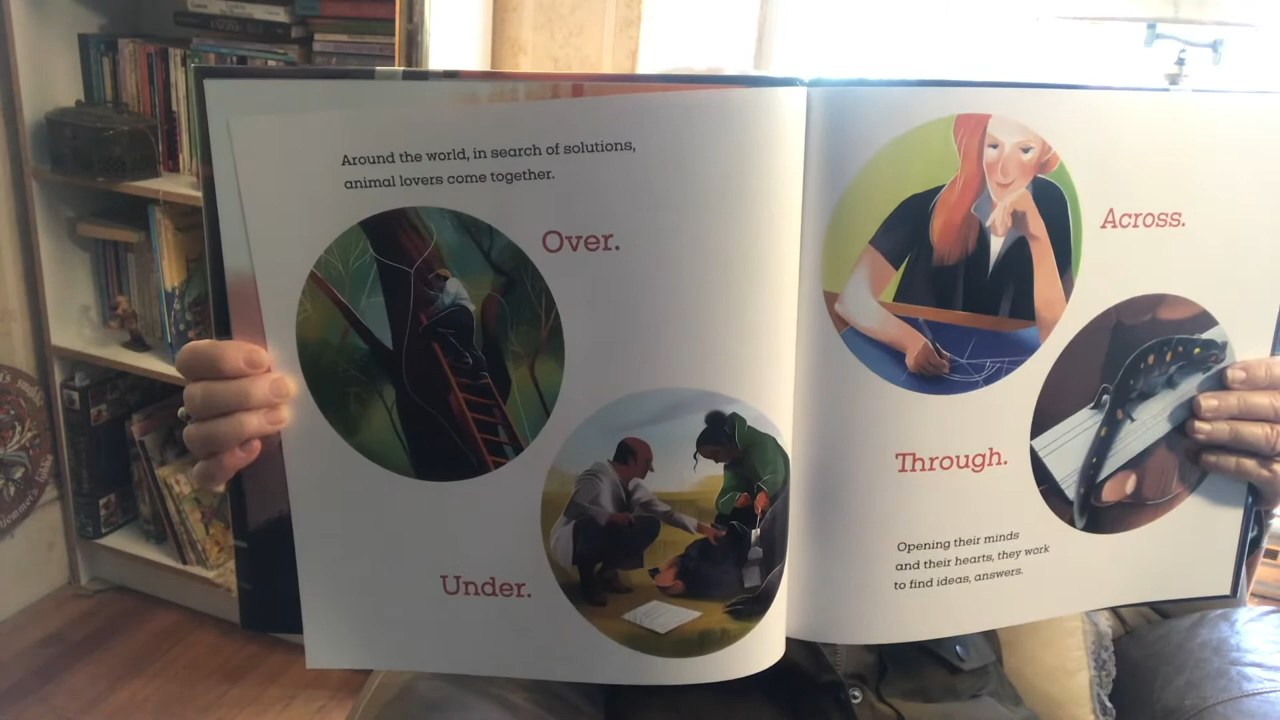 Around the world, in search of solutions,
animal lovers come together.
Over.
Under.
Across.
Through.
Opening their minds
and their hearts, they work
to find ideas, answers.